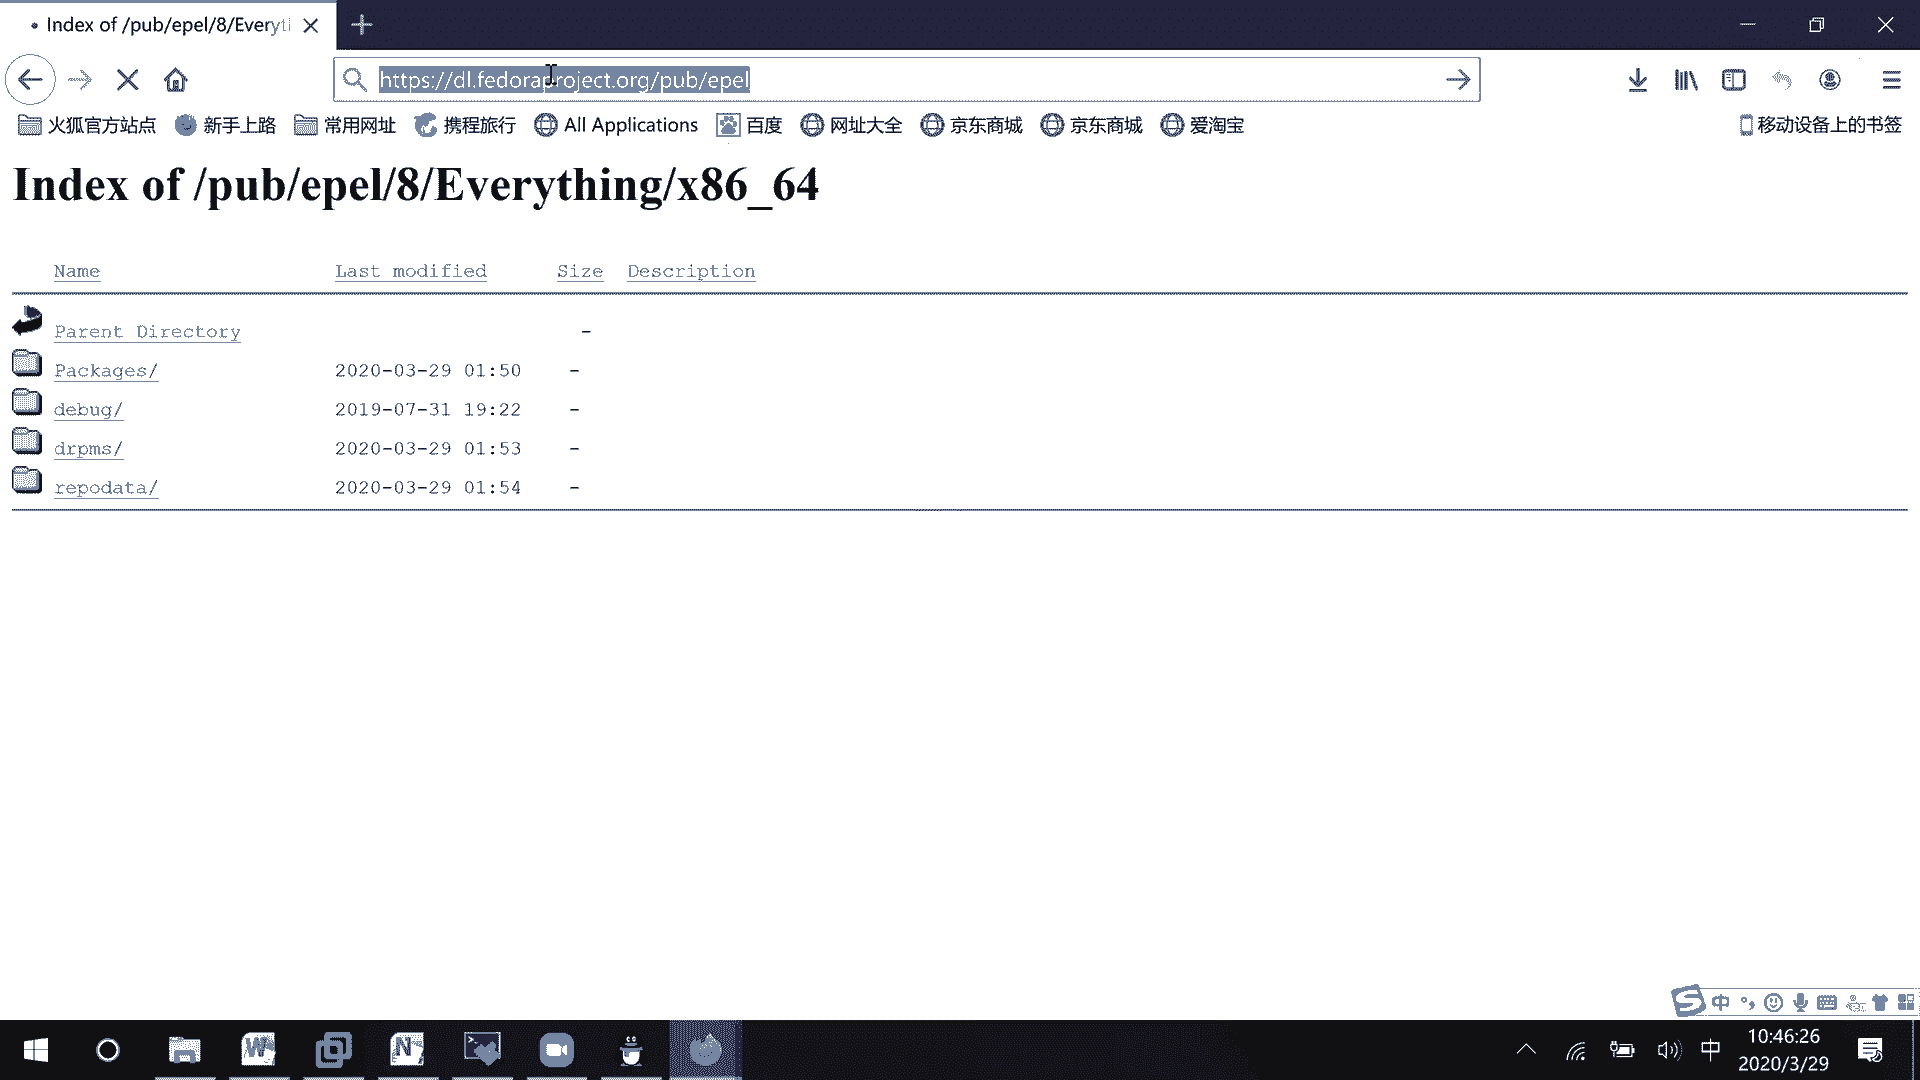 Index of /pub/epel/8/Everyti
https://dl.fedoraproject.org/pub/epel
火狐官方站点 新手上路 常用网址 携程旅行 All Applications 百度 网址大全 京东商城 京东商城 爱淘宝 移动设备上的书签
Index of /pub/epel/8/Everything/x86_64
Name Last modified Size Description
Parent Directory -
Packages/ 2020-03-29 01:50 -
debug/ 2019-07-31 19:22 -
drpms/ 2020-03-29 01:53 -
repodata/ 2020-03-29 01:54 -
S 中
W N 中 10:46:26
2020/3/29